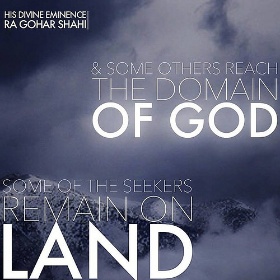 HIS DIVINE EMINENCE
RA GOHAR SHAHI
& SOME OTHERS REACH
THE DOMAIN
OF GOD
SOME OF THE SEEKERS
REMAIN ON
LAND